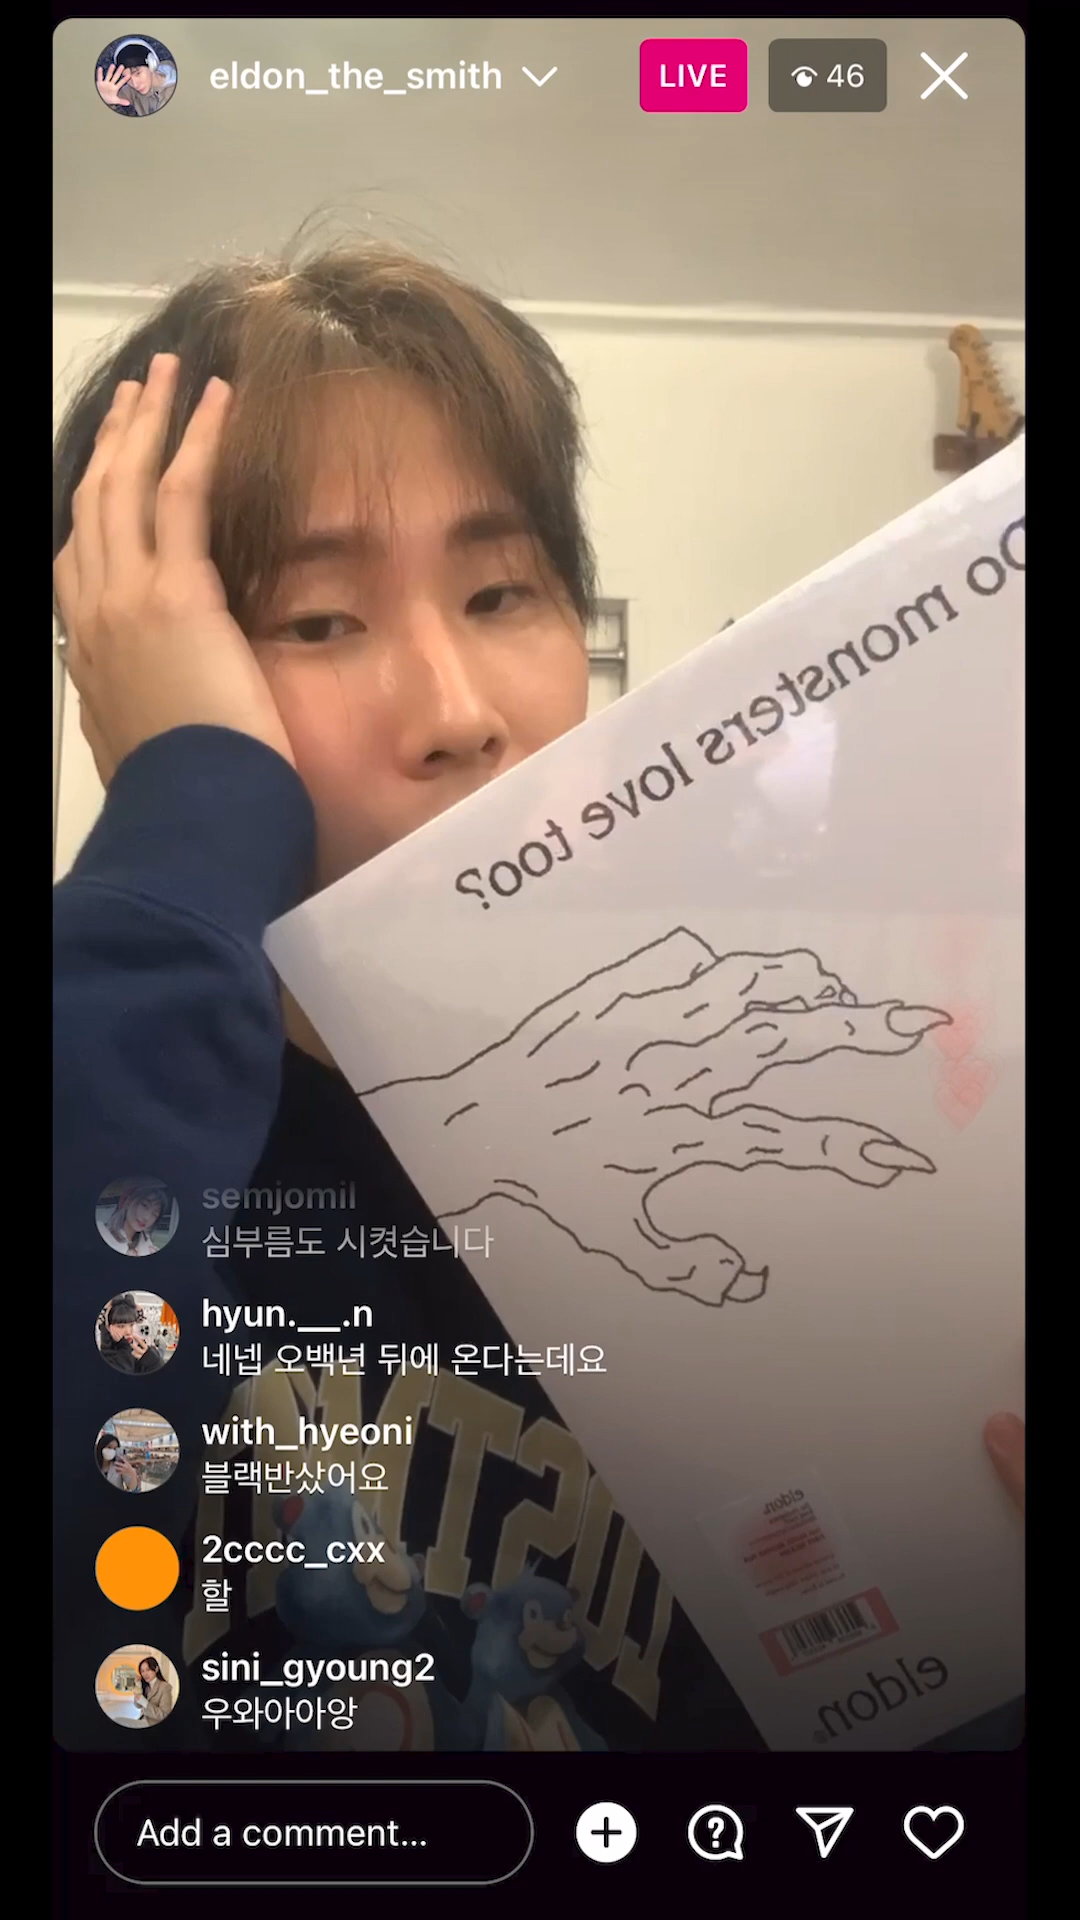 eldon_the_smith
LIVE
46
Do monsters love too?
semjomil
심부름도 시켯습니다
hyun.__.n
네넵 오백년 뒤에 온다는데요
with_hyeoni
블랙반샀어요
2cccc_cxx
할
sini_gyoung2
우와아아앙
eldon.
eldon.
Add a comment...